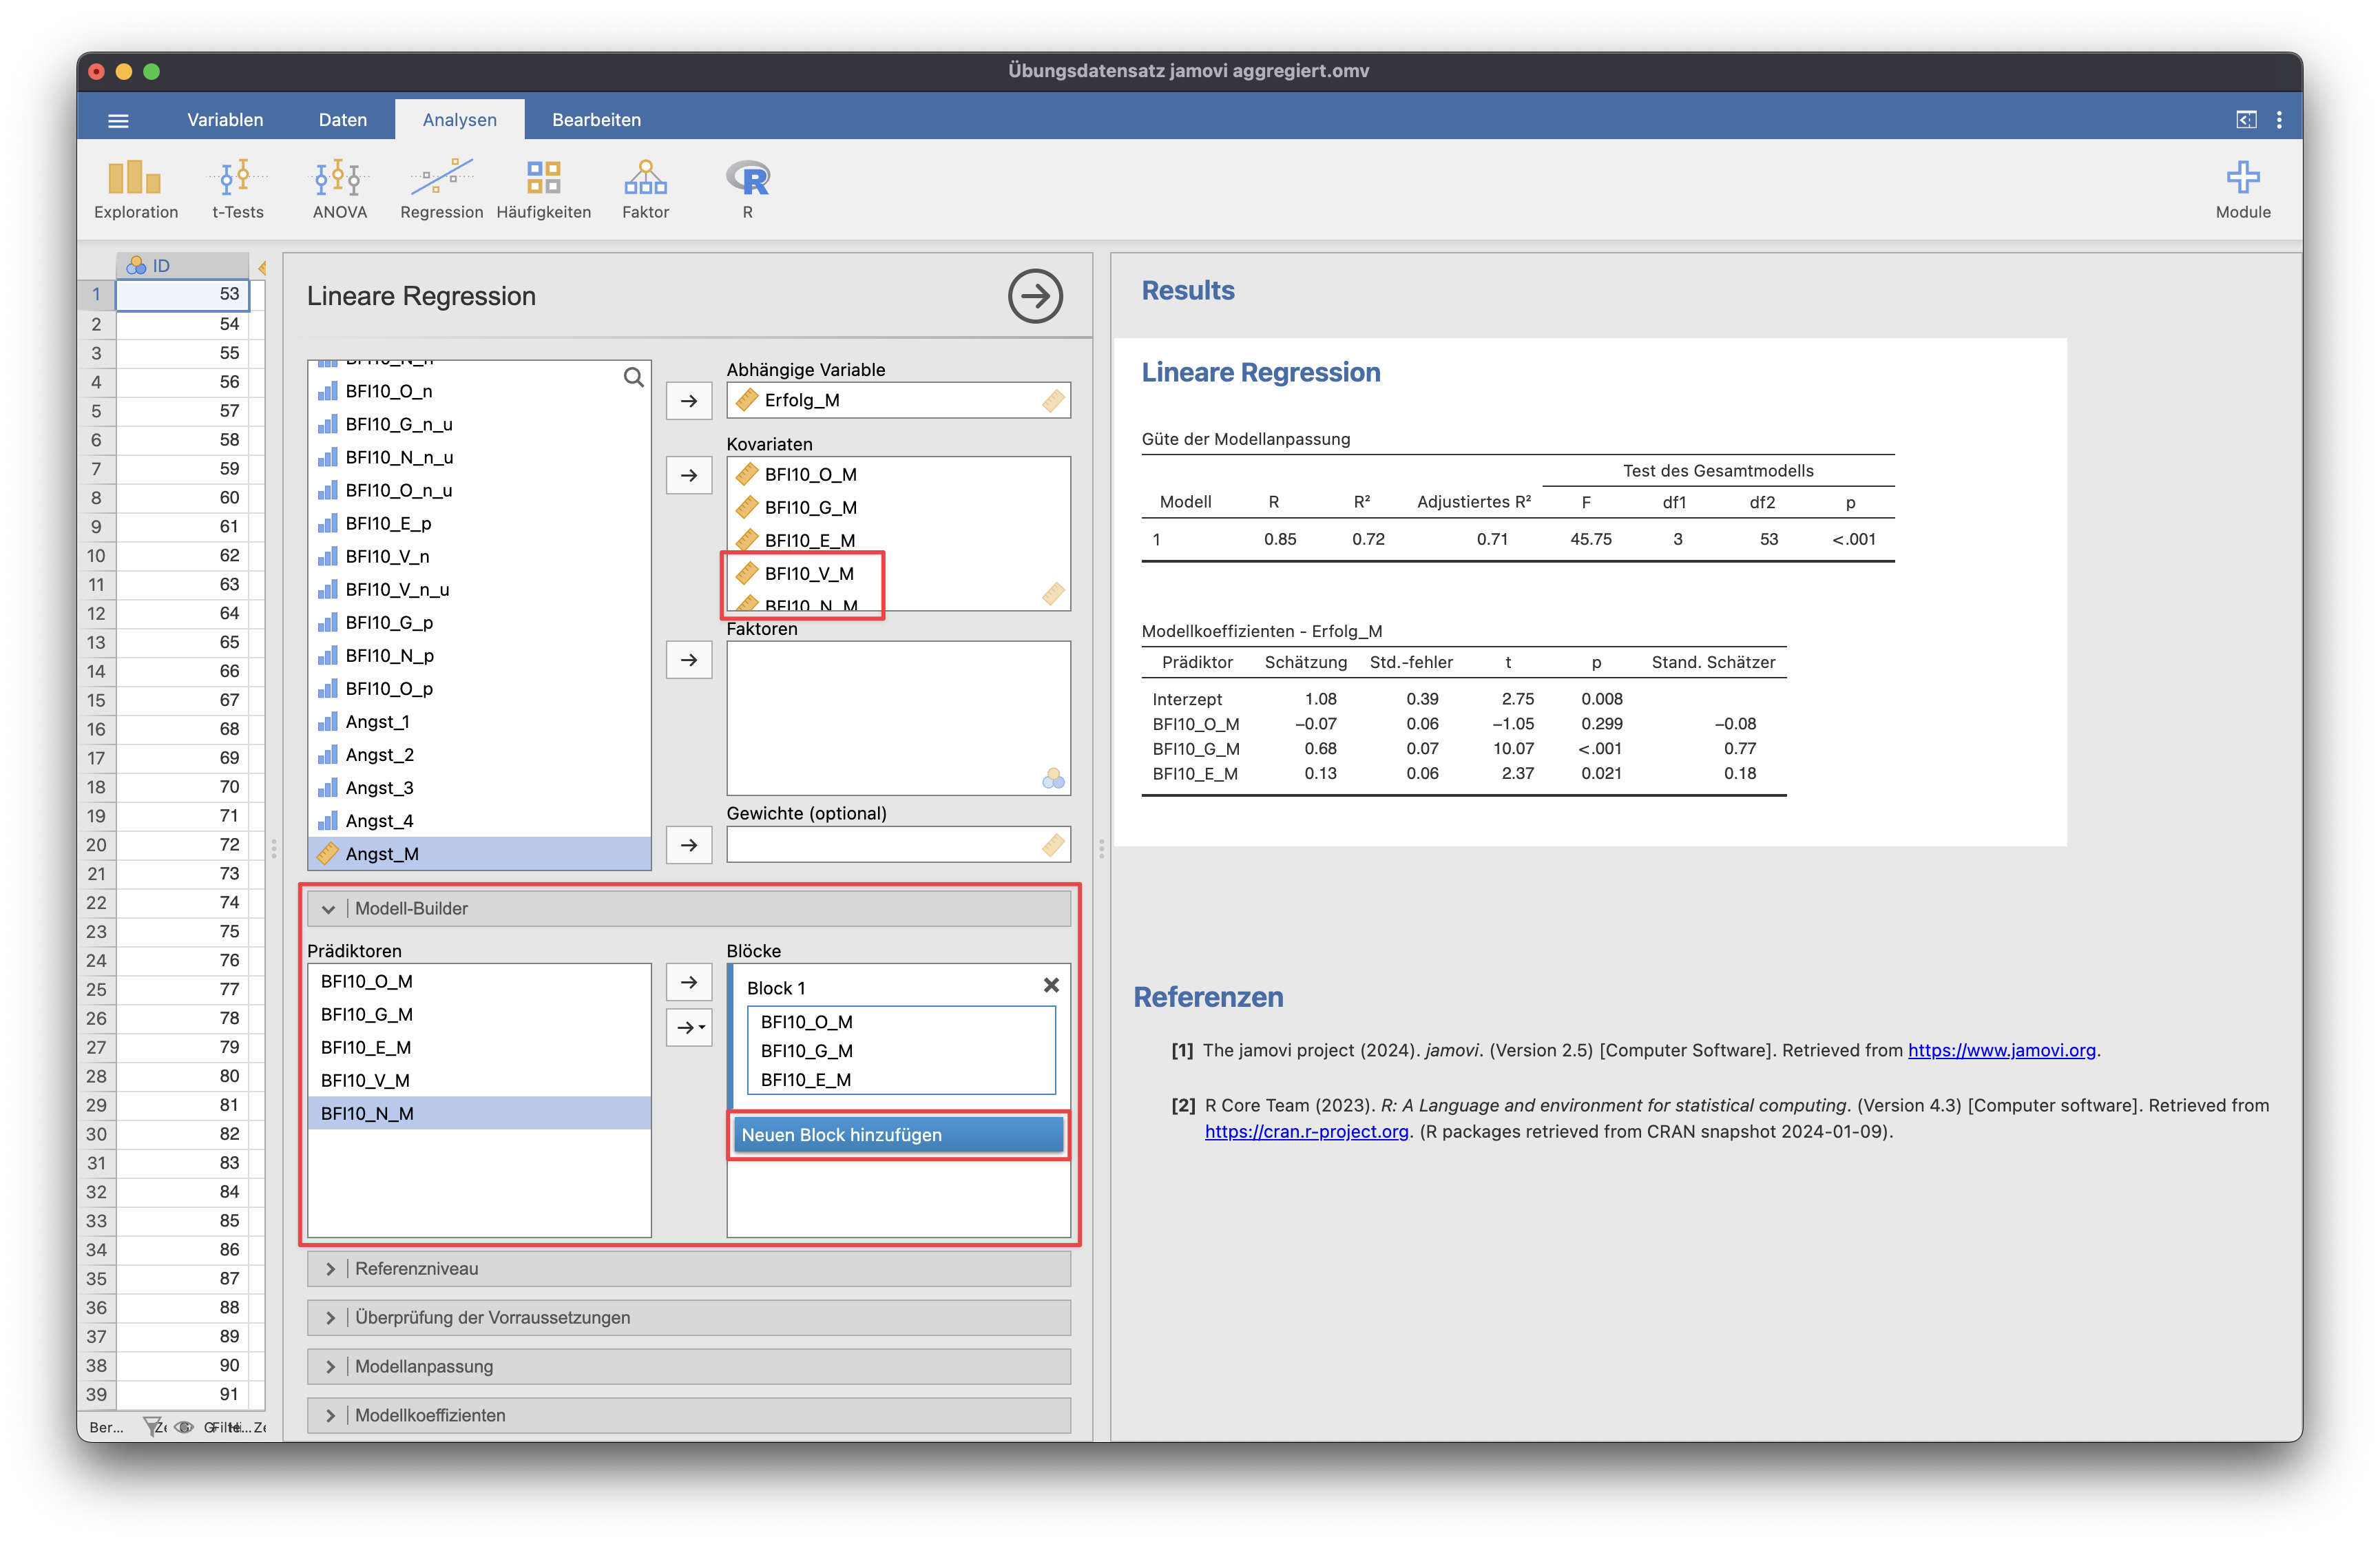 Übungsdatensatz jamovi aggregiert.omv
Variablen Daten Analysen Bearbeiten
Exploration t-Tests ANOVA Regression Häufigkeiten Faktor R Module
ID
1 53
2 54
3 55
4 56
5 57
6 58
7 59
8 60
9 61
10 62
11 63
12 64
13 65
14 66
15 67
16 68
17 69
18 70
19 71
20 72
21 73
22 74
23 75
24 76
25 77
26 78
27 79
28 80
29 81
30 82
31 83
32 84
33 85
34 86
35 87
36 88
37 89
38 90
39 91
Ber...
Lineare Regression
BFI10_N_n
BFI10_O_n
BFI10_G_n_u
BFI10_N_n_u
BFI10_O_n_u
BFI10_E_p
BFI10_V_n
BFI10_V_n_u
BFI10_G_p
BFI10_N_p
BFI10_O_p
Angst_1
Angst_2
Angst_3
Angst_4
Angst_M
Abhängige Variable
Erfolg_M
Kovariaten
BFI10_O_M
BFI10_G_M
BFI10_E_M
BFI10_V_M
BFI10_N_M
Faktoren
Gewichte (optional)
Modell-Builder
Prädiktoren
BFI10_O_M
BFI10_G_M
BFI10_E_M
BFI10_V_M
BFI10_N_M
Blöcke
Block 1
BFI10_O_M
BFI10_G_M
BFI10_E_M
Neuen Block hinzufügen
Referenzniveau
Überprüfung der Vorraussetzungen
Modellanpassung
Modellkoeffizienten
Results
Lineare Regression
Güte der Modellanpassung
Test des Gesamtmodells
Modell R R² Adjustiertes R² F df1 df2 p
1 0.85 0.72 0.71 45.75 3 53 <.001
Modellkoeffizienten - Erfolg_M
Prädiktor Schätzung Std.-fehler t p Stand. Schätzer
Interzept 1.08 0.39 2.75 0.008
BFI10_O_M −0.07 0.06 −1.05 0.299 −0.08
BFI10_G_M 0.68 0.07 10.07 <.001 0.77
BFI10_E_M 0.13 0.06 2.37 0.021 0.18
Referenzen
[1] The jamovi project (2024). jamovi. (Version 2.5) [Computer Software]. Retrieved from https://www.jamovi.org.
[2] R Core Team (2023). R: A Language and environment for statistical computing. (Version 4.3) [Computer software]. Retrieved from
https://cran.r-project.org. (R packages retrieved from CRAN snapshot 2024-01-09).